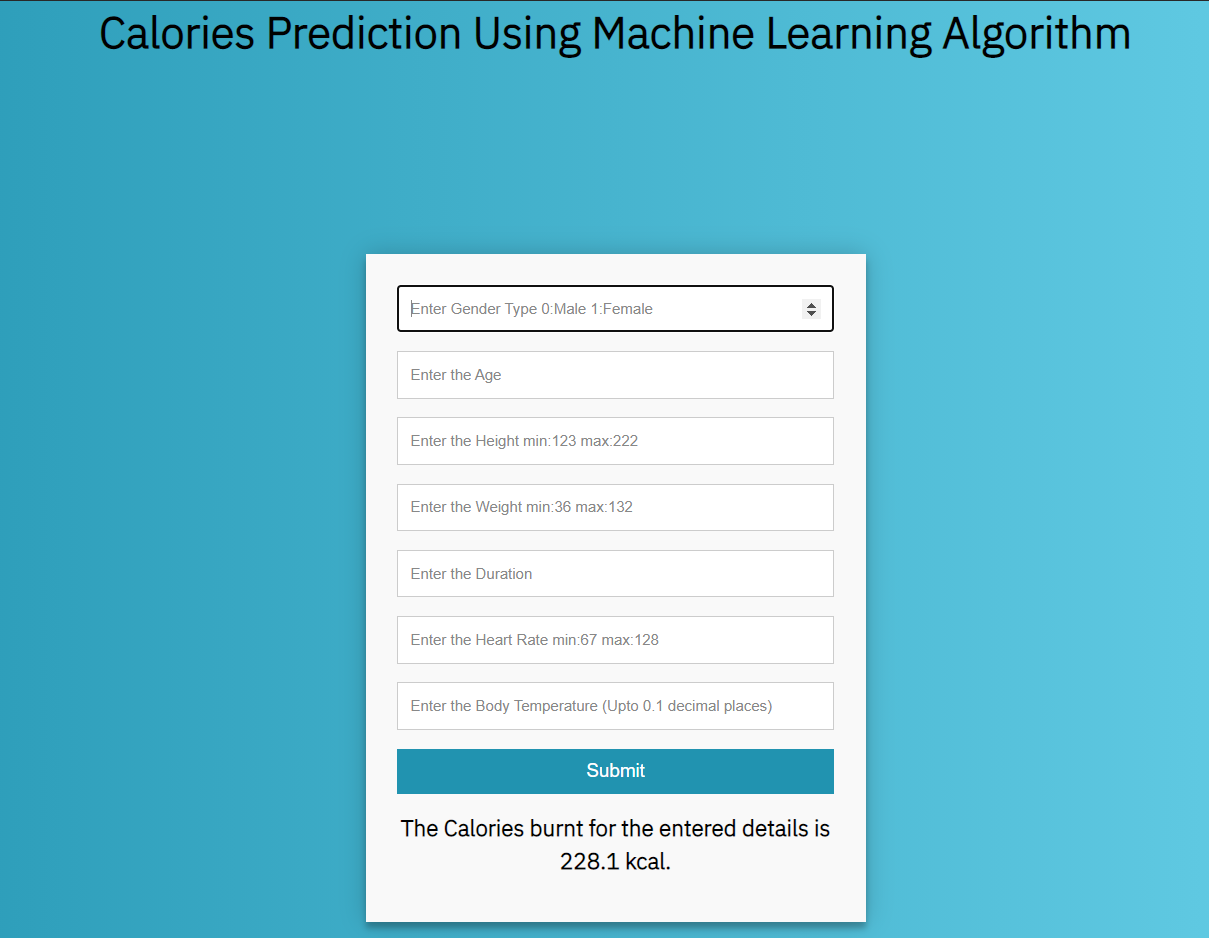 Calories Prediction Using Machine Learning Algorithm
Enter Gender Type 0:Male 1:Female
Enter the Age
Enter the Height min:123 max:222
Enter the Weight min:36 max:132
Enter the Duration
Enter the Heart Rate min:67 max:128
Enter the Body Temperature (Upto 0.1 decimal places)
Submit
The Calories burnt for the entered details is
228.1 kcal.